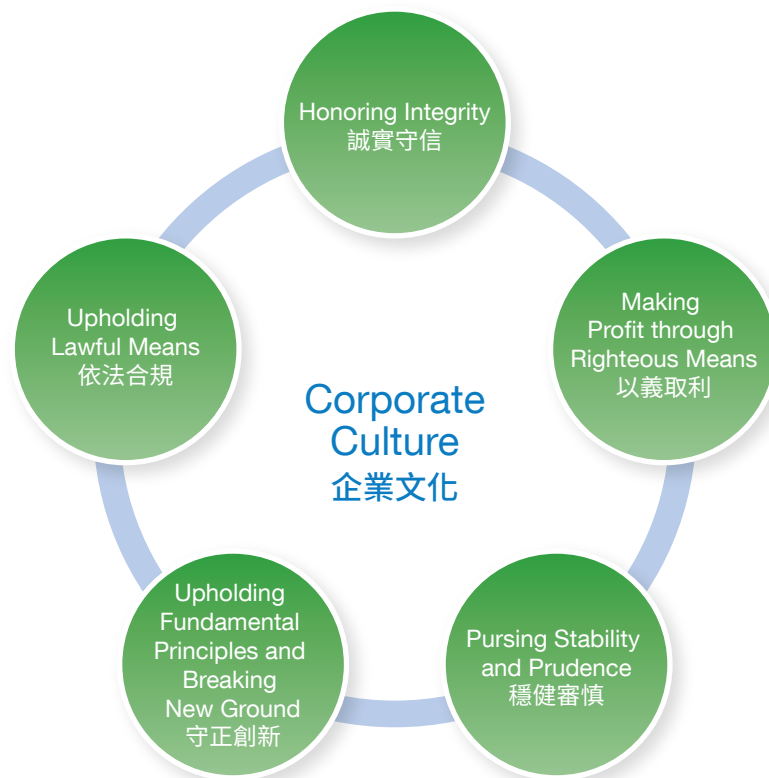 Honoring Integrity
誠實守信
Making
Profit through
Righteous Means
以義取利
Pursing Stability
and Prudence
穩健審慎
Upholding
Fundamental
Principles and
Breaking
New Ground
守正創新
Upholding
Lawful Means
依法合規
Corporate
Culture
企業文化